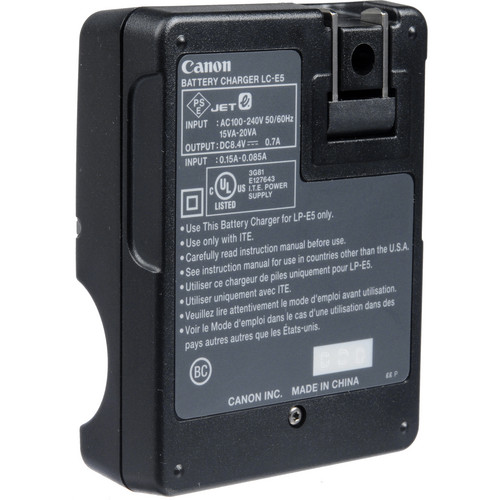 Canon
BATTERY CHARGER LC-E5
PSE JET e
INPUT : AC100-240V 50/60Hz
15VA-20VA
OUTPUT : DC8.4V ⎓ 0.7A
INPUT : 0.15A-0.085A
C UL US
LISTED
3G81
E127643
I.T.E. POWER
SUPPLY
• Use This Battery Charger for LP-E5 only.
• Use only with ITE.
• Carefully read instruction manual before use.
• See instruction manual for use in countries other than the U.S.A.
• Utiliser ce chargeur de piles uniquement pour LP-E5.
• Utiliser uniquement avec ITE.
• Veuillez lire attentivement le mode d'emploi avant utilisation.
• Voir le Mode d'emploi dans le cas d'une utilisation dans des
pays autres autres que les États-unis.
BC
CANON INC. MADE IN CHINA